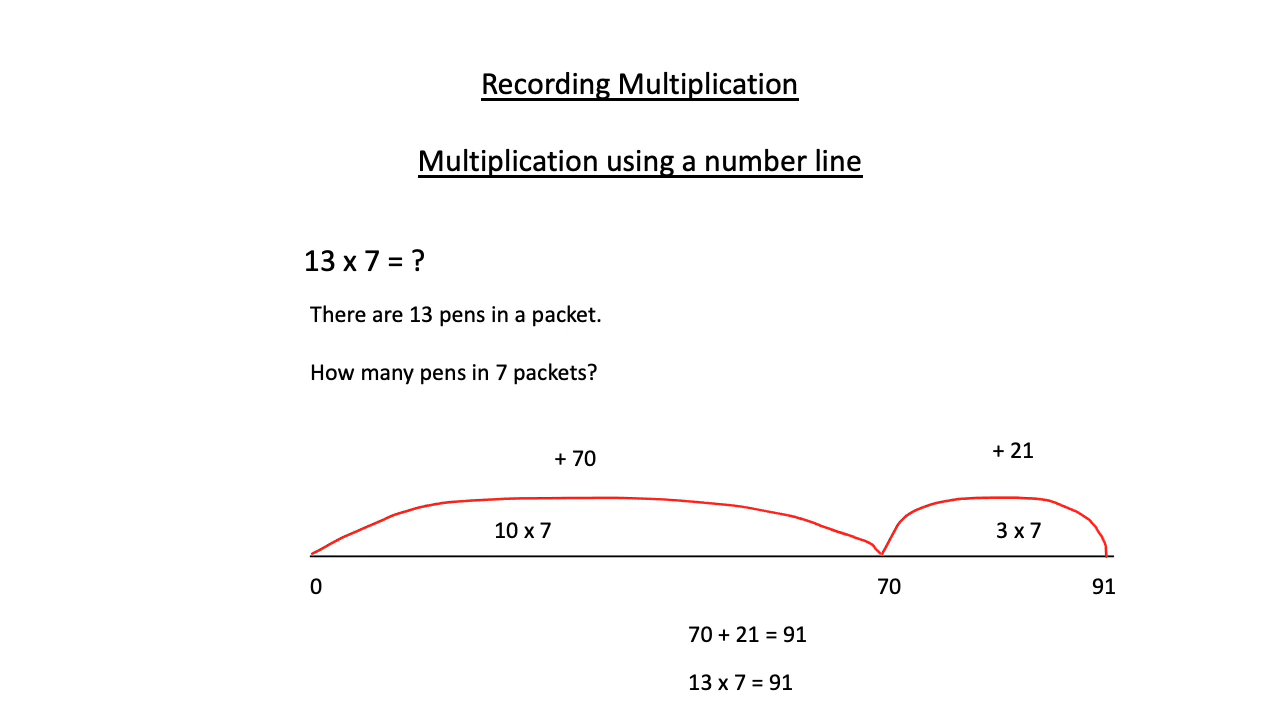 Recording Multiplication
Multiplication using a number line
13 x 7 = ?
There are 13 pens in a packet.
How many pens in 7 packets?
+ 70
+ 21
10 x 7
3 x 7
0
70
91
70 + 21 = 91
13 x 7 = 91